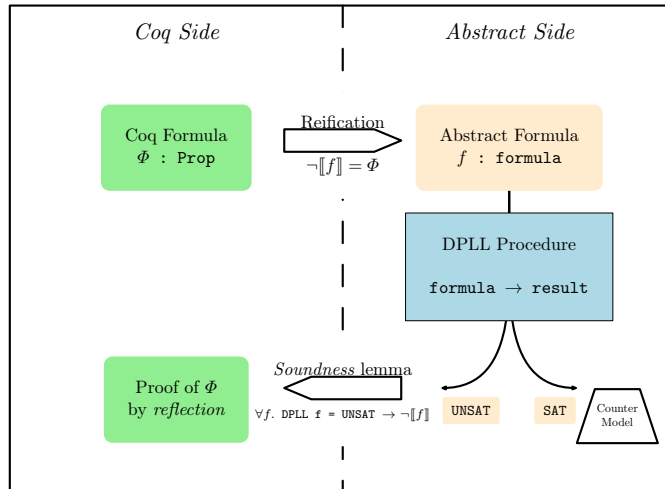 Coq Side
Abstract Side
Coq Formula
Φ : Prop
Reification
¬⟦f⟧ = Φ
Abstract Formula
f : formula
DPLL Procedure
formula → result
Proof of Φ
by reflection
Soundness lemma
∀f. DPLL f = UNSAT → ¬⟦f⟧
UNSAT
SAT
Counter
Model